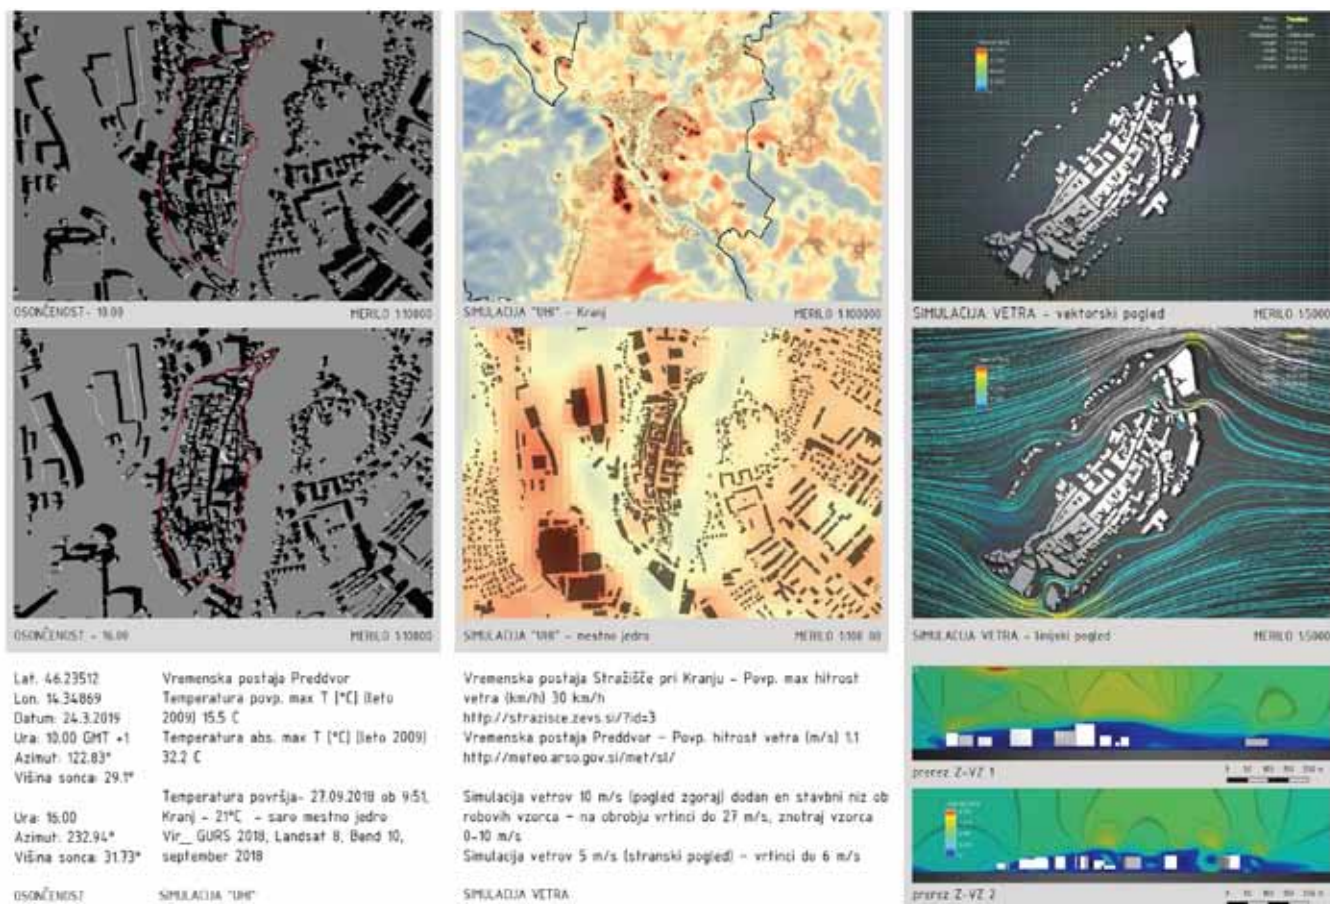 OSONČENOST- 10.00 MERILO 1:10000
SIMULACIJA "UHI" - Kranj MERILO 1:100000
SIMULACIJA VETRA - vektorski pogled MERILO 1:5000
OSONČENOST - 16.00 MERILO 1:10000
SIMULACIJA "UHI" - mestno jedro MERILO 1:100 00
SIMULACIJA VETRA - linijski pogled MERILO 1:5000
Lat. 46.23512
Lon. 14.34869
Datum: 24.3.2019
Ura: 10.00 GMT +1
Azimut: 122.83°
Višina sonca: 29.1°
Ura: 16.00
Azimut: 232.94°
Višina sonca: 31.73°
OSONČENOST
Vremenska postaja Preddvor
Temperatura povp. max T [°C] (leto
2009) 15.5 C
Temperatura abs. max T [°C] (leto 2009)
32.2 C
Temperatura površja- 27.09.2018 ob 9:51,
Kranj - 21°C - saro mestno jedro
Vir_ GURS 2018, Landsat 8, Bend 10,
september 2018
SIMULACIJA "UHI"
Vremenska postaja Stražišče pri Kranju - Povp. max hitrost
vetra (km/h) 30 km/h
http://strazisce.zevs.si/?id=3
Vremenska postaja Preddvor - Povp. hitrost vetra (m/s) 1.1
http://meteo.arso.gov.si/met/sl/
Simulacija vetrov 10 m/s (pogled zgoraj) dodan en stavbni niz ob
robovih vzorca - na obrobju vrtinci do 27 m/s, znotraj vzorca
0-10 m/s
Simulacija vetrov 5 m/s (stranski pogled) - vrtinci do 6 m/s
SIMULACIJA VETRA
prerez Z-VZ 1
prerez Z-VZ 2